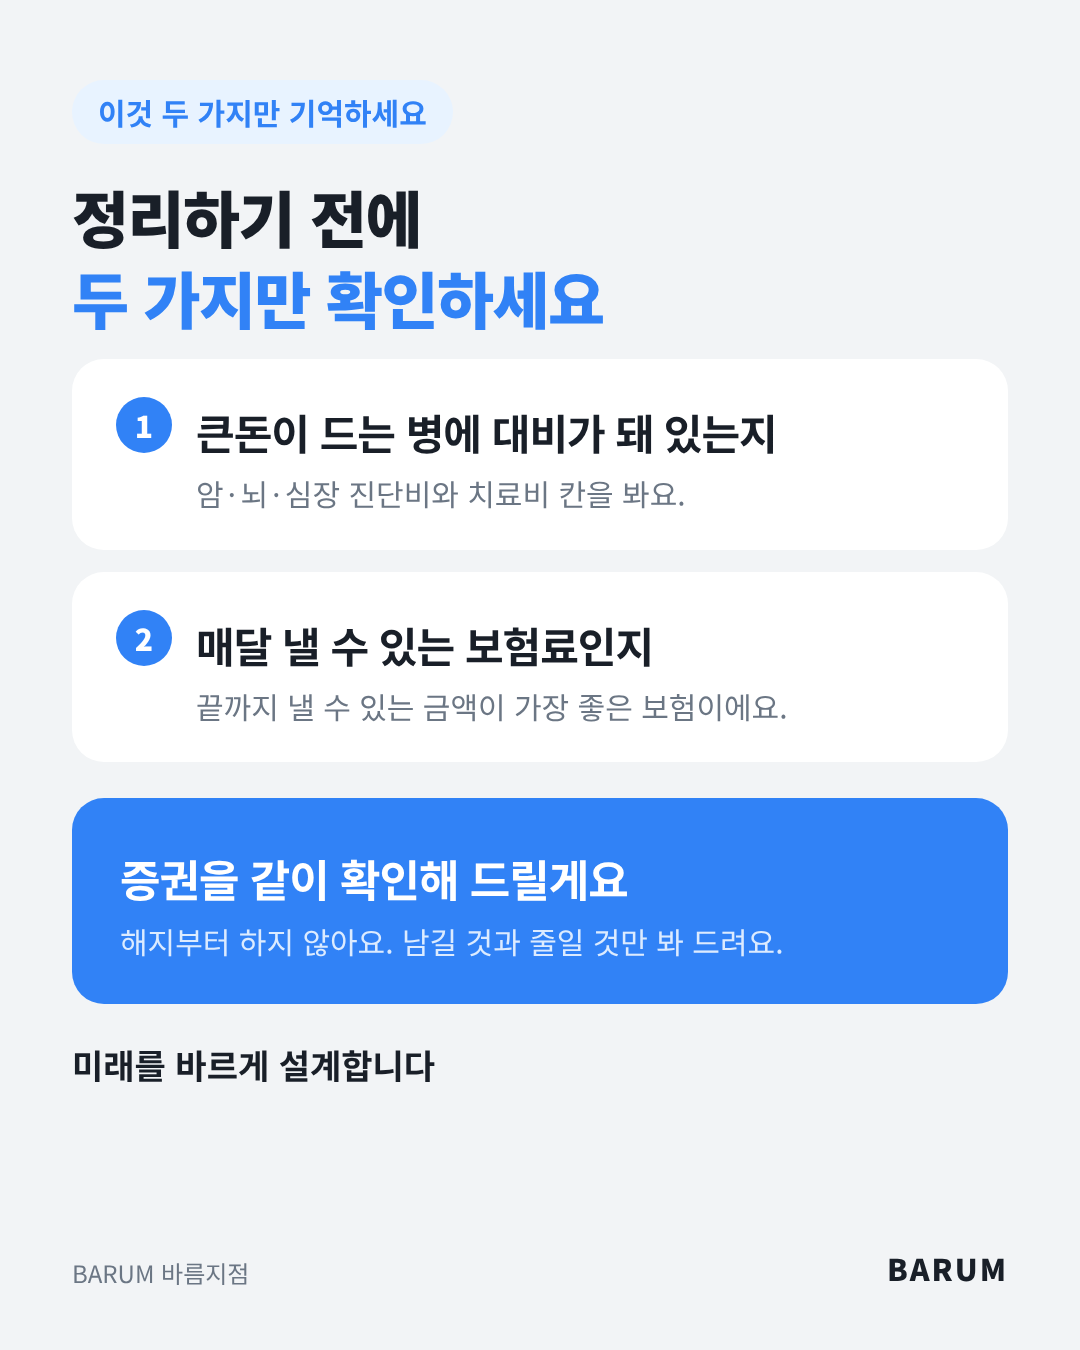 이것 두 가지만 기억하세요
정리하기 전에
두 가지만 확인하세요
1 큰돈이 드는 병에 대비가 돼 있는지
암·뇌·심장 진단비와 치료비 칸을 봐요.
2 매달 낼 수 있는 보험료인지
끝까지 낼 수 있는 금액이 가장 좋은 보험이에요.
증권을 같이 확인해 드릴게요
해지부터 하지 않아요. 남길 것과 줄일 것만 봐 드려요.
미래를 바르게 설계합니다
BARUM 바름지점
BARUM